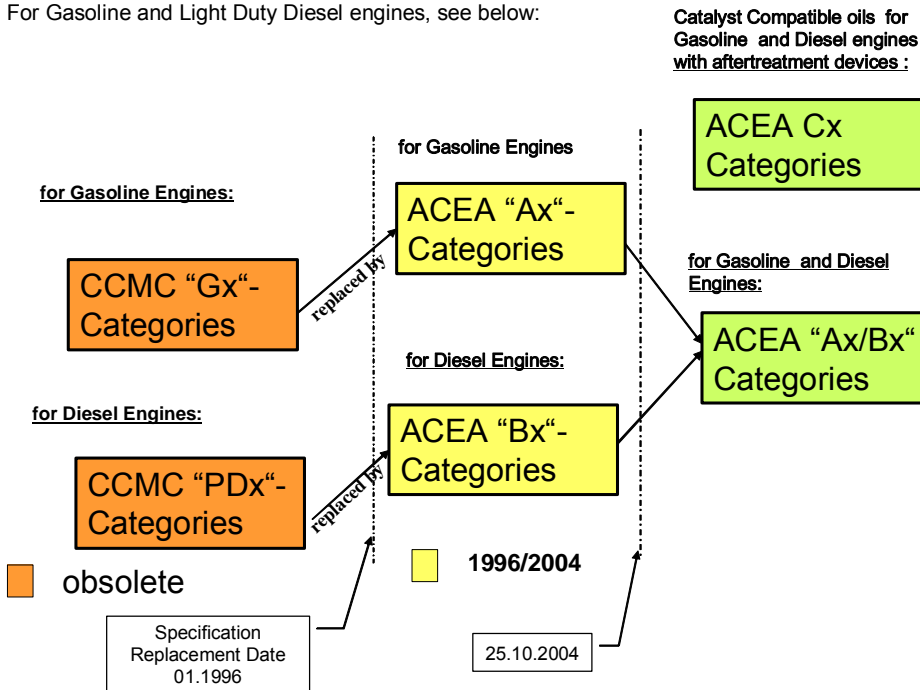 For Gasoline and Light Duty Diesel engines, see below:
Catalyst Compatible oils for
Gasoline and Diesel engines
with aftertreatment devices :
ACEA Cx
Categories
for Gasoline Engines
for Gasoline Engines:
ACEA “Ax“-
Categories
CCMC “Gx“-
Categories
replaced by
for Gasoline and Diesel
Engines:
ACEA “Ax/Bx“
Categories
for Diesel Engines:
for Diesel Engines:
ACEA “Bx“-
Categories
CCMC “PDx“-
Categories
replaced by
obsolete
1996/2004
Specification
Replacement Date
01.1996
25.10.2004